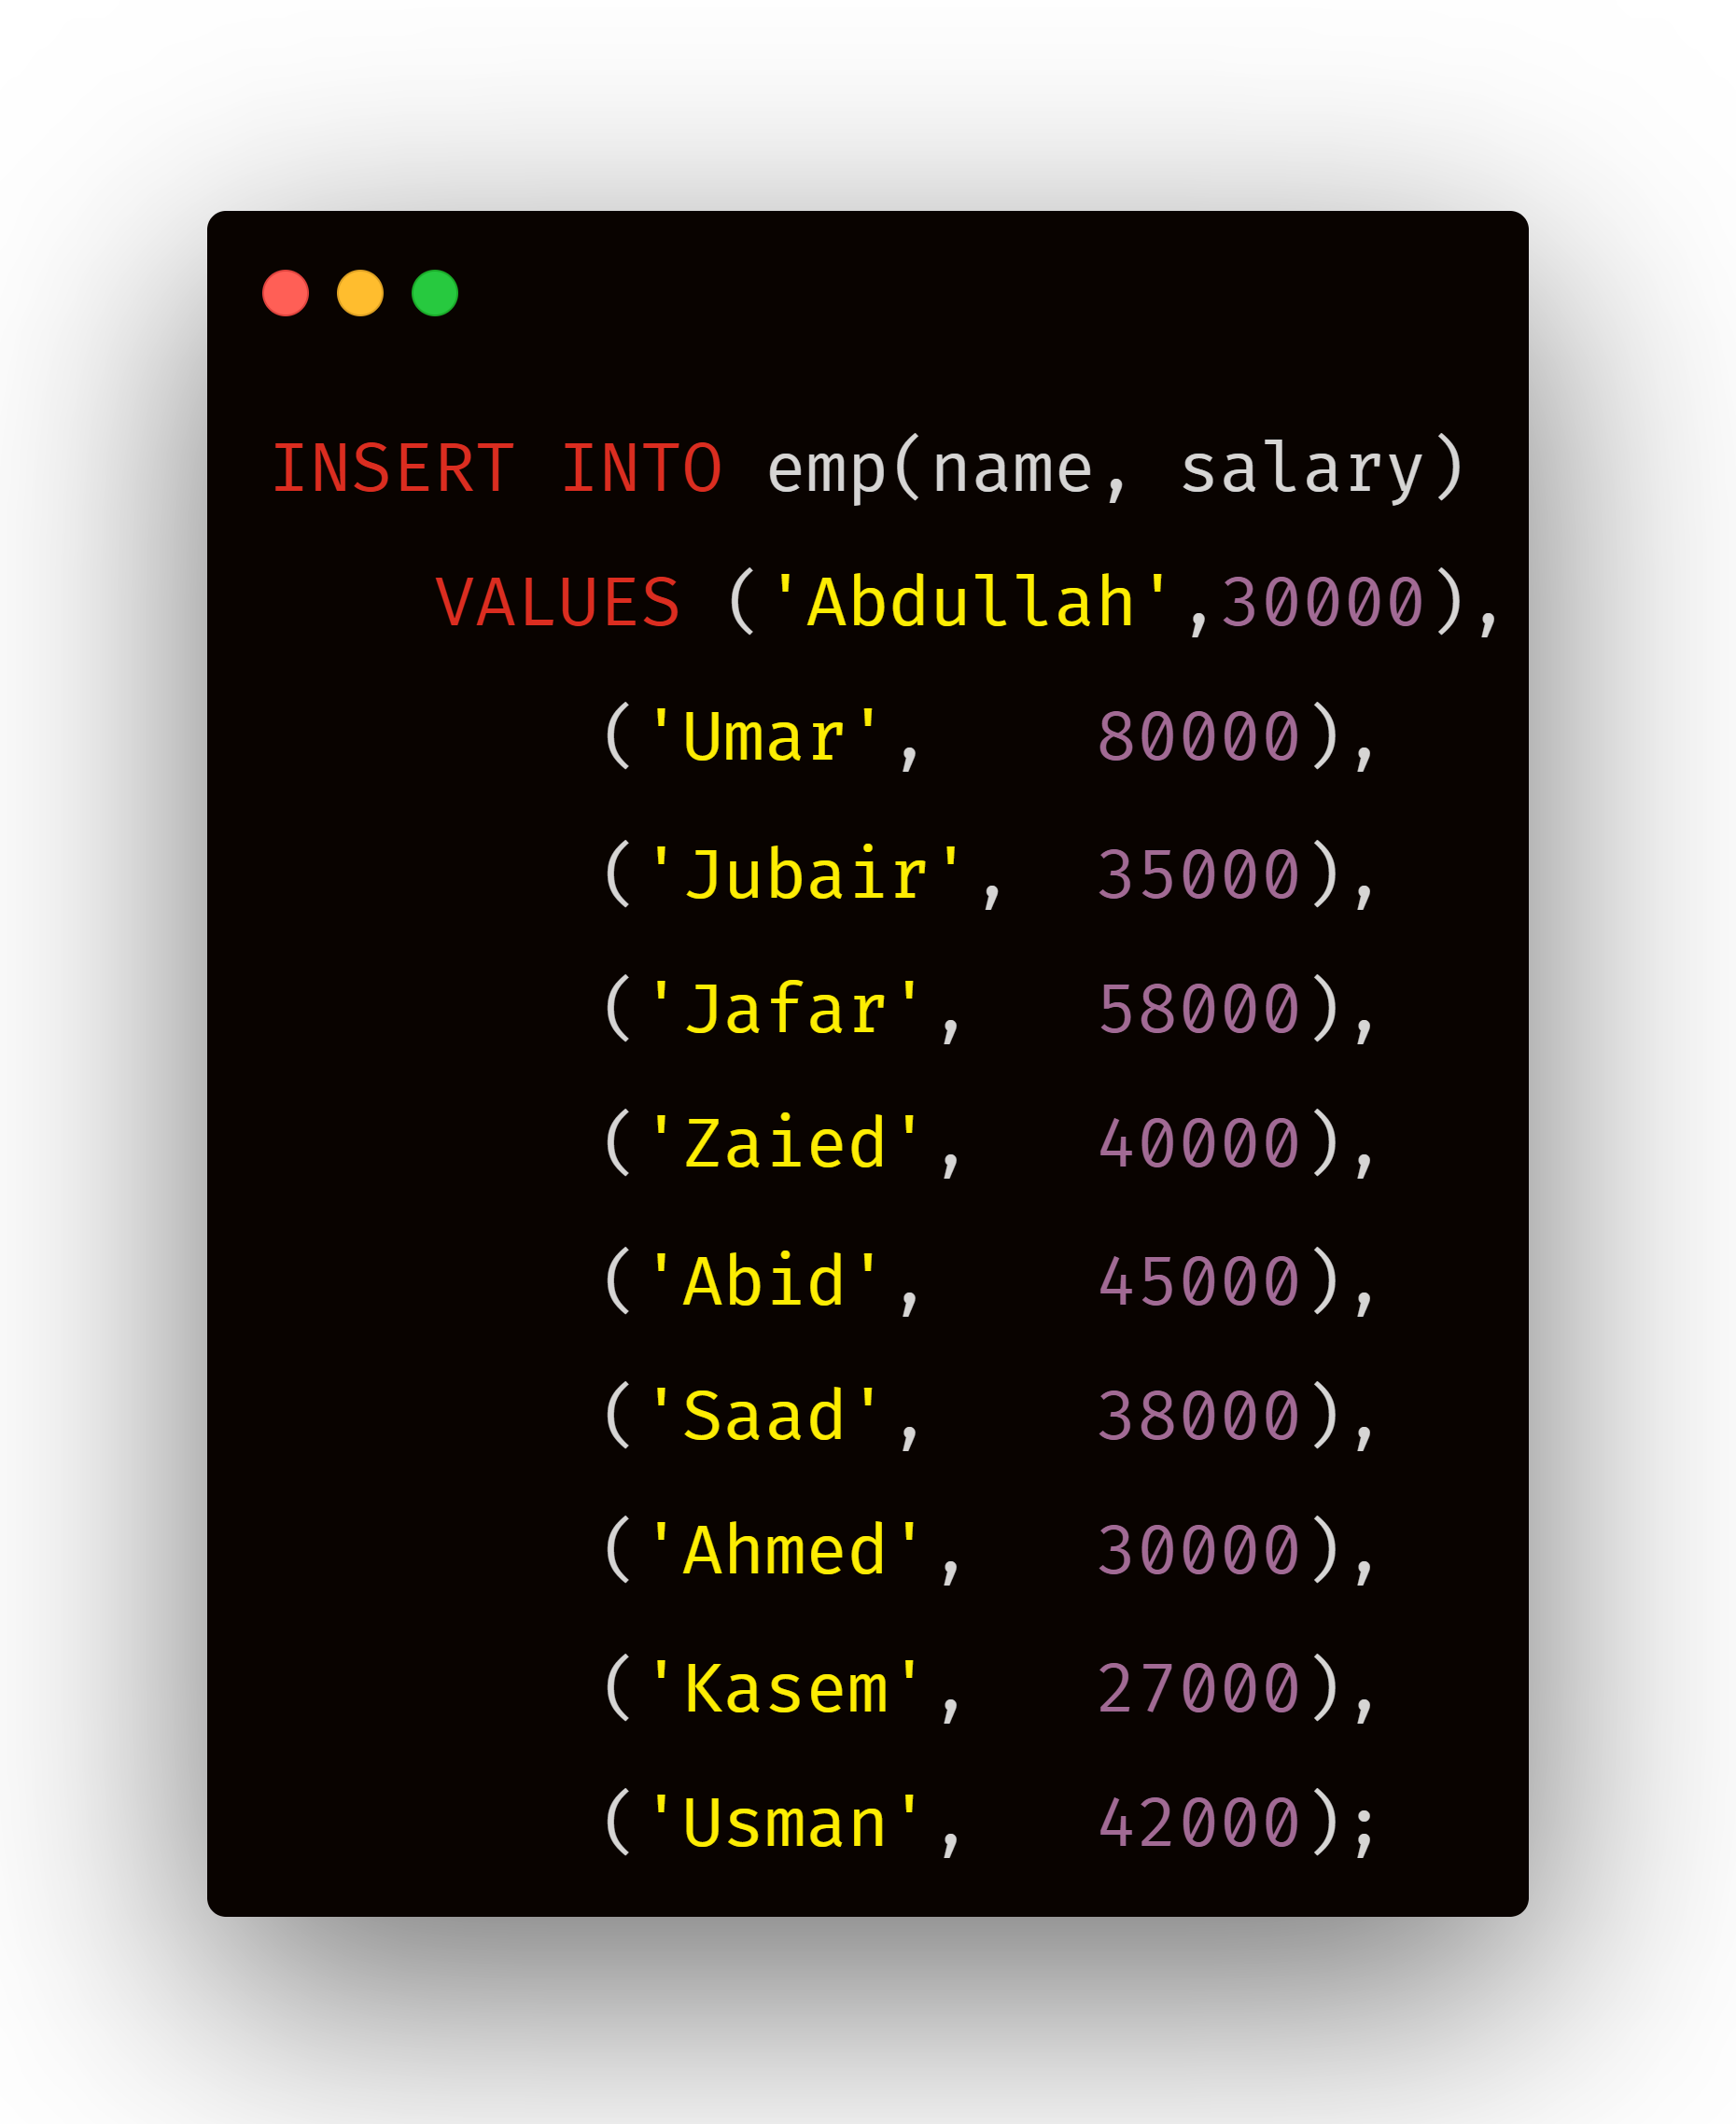 INSERT INTO emp(name, salary)
VALUES ('Abdullah',30000),
('Umar', 80000),
('Jubair', 35000),
('Jafar', 58000),
('Zaied', 40000),
('Abid', 45000),
('Saad', 38000),
('Ahmed', 30000),
('Kasem', 27000),
('Usman', 42000);